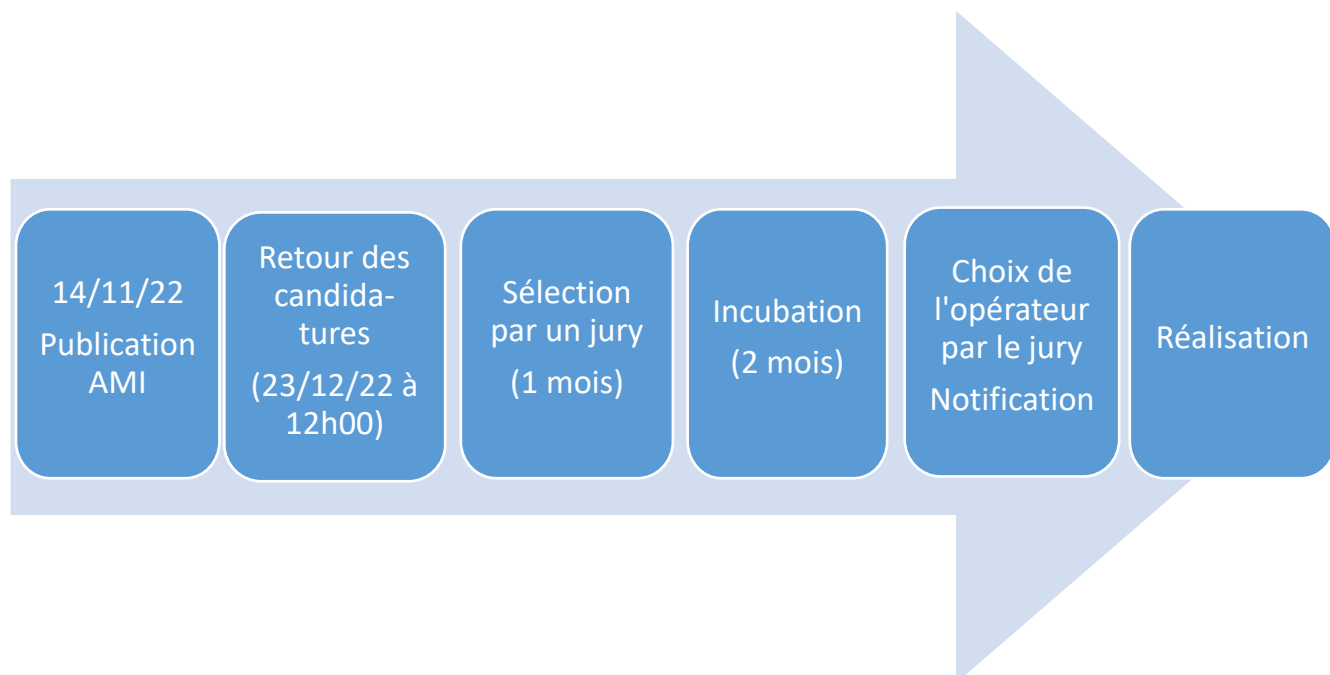 14/11/22
Publication
AMI
Retour des
candida-
tures
(23/12/22 à
12h00)
Sélection
par un jury
(1 mois)
Incubation
(2 mois)
Choix de
l'opérateur
par le jury
Notification
Réalisation